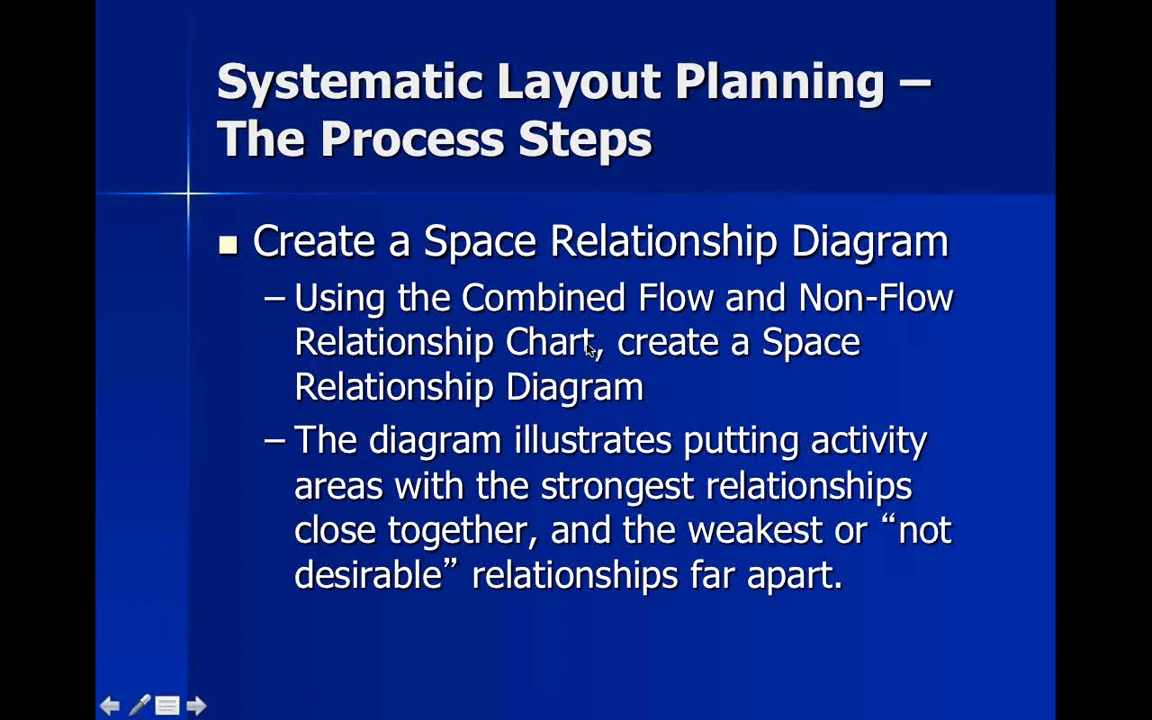 Systematic Layout Planning –
The Process Steps
Create a Space Relationship Diagram
– Using the Combined Flow and Non-Flow
Relationship Chart, create a Space
Relationship Diagram
– The diagram illustrates putting activity
areas with the strongest relationships
close together, and the weakest or “not
desirable” relationships far apart.